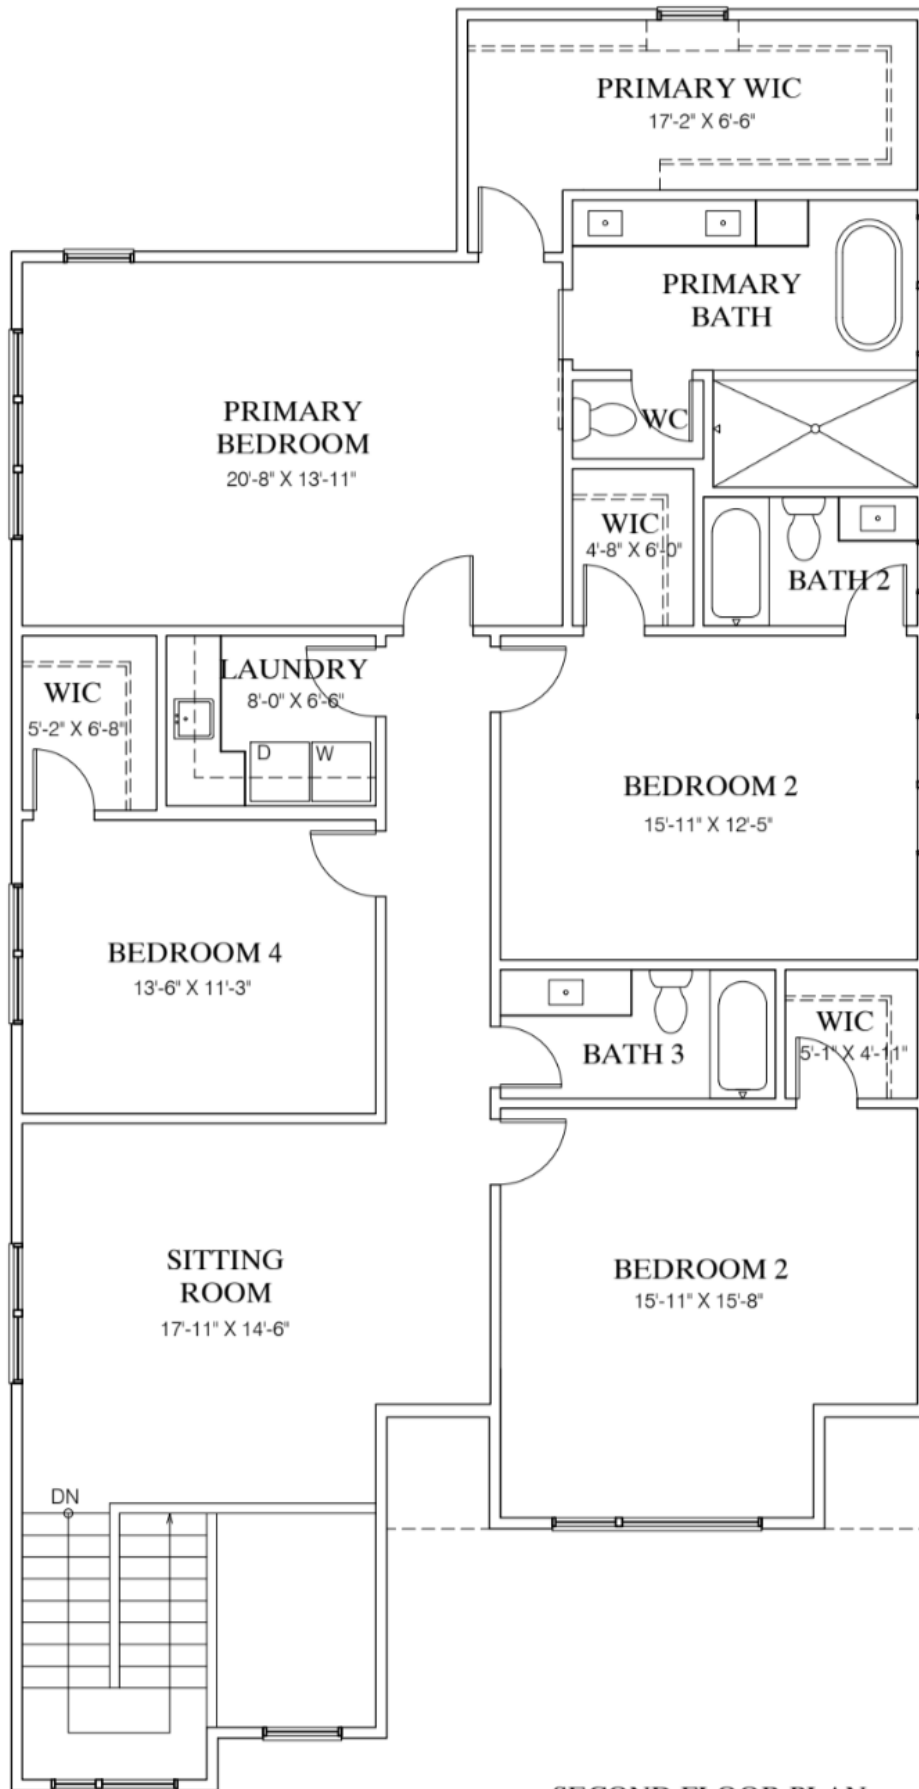 PRIMARY WIC
17'-2" X 6'-6"
PRIMARY
BATH
PRIMARY
BEDROOM
20'-8" X 13'-11"
WC
WIC
4'-8" X 6'-0"
BATH 2
LAUNDRY
8'-0" X 6'-6"
WIC
5'-2" X 6'-8"
D
W
BEDROOM 2
15'-11" X 12'-5"
BEDROOM 4
13'-6" X 11'-3"
WIC
5'-1" X 4'-11"
BATH 3
SITTING
ROOM
17'-11" X 14'-6"
BEDROOM 2
15'-11" X 15'-8"
DN
SECOND FLOOR PLAN